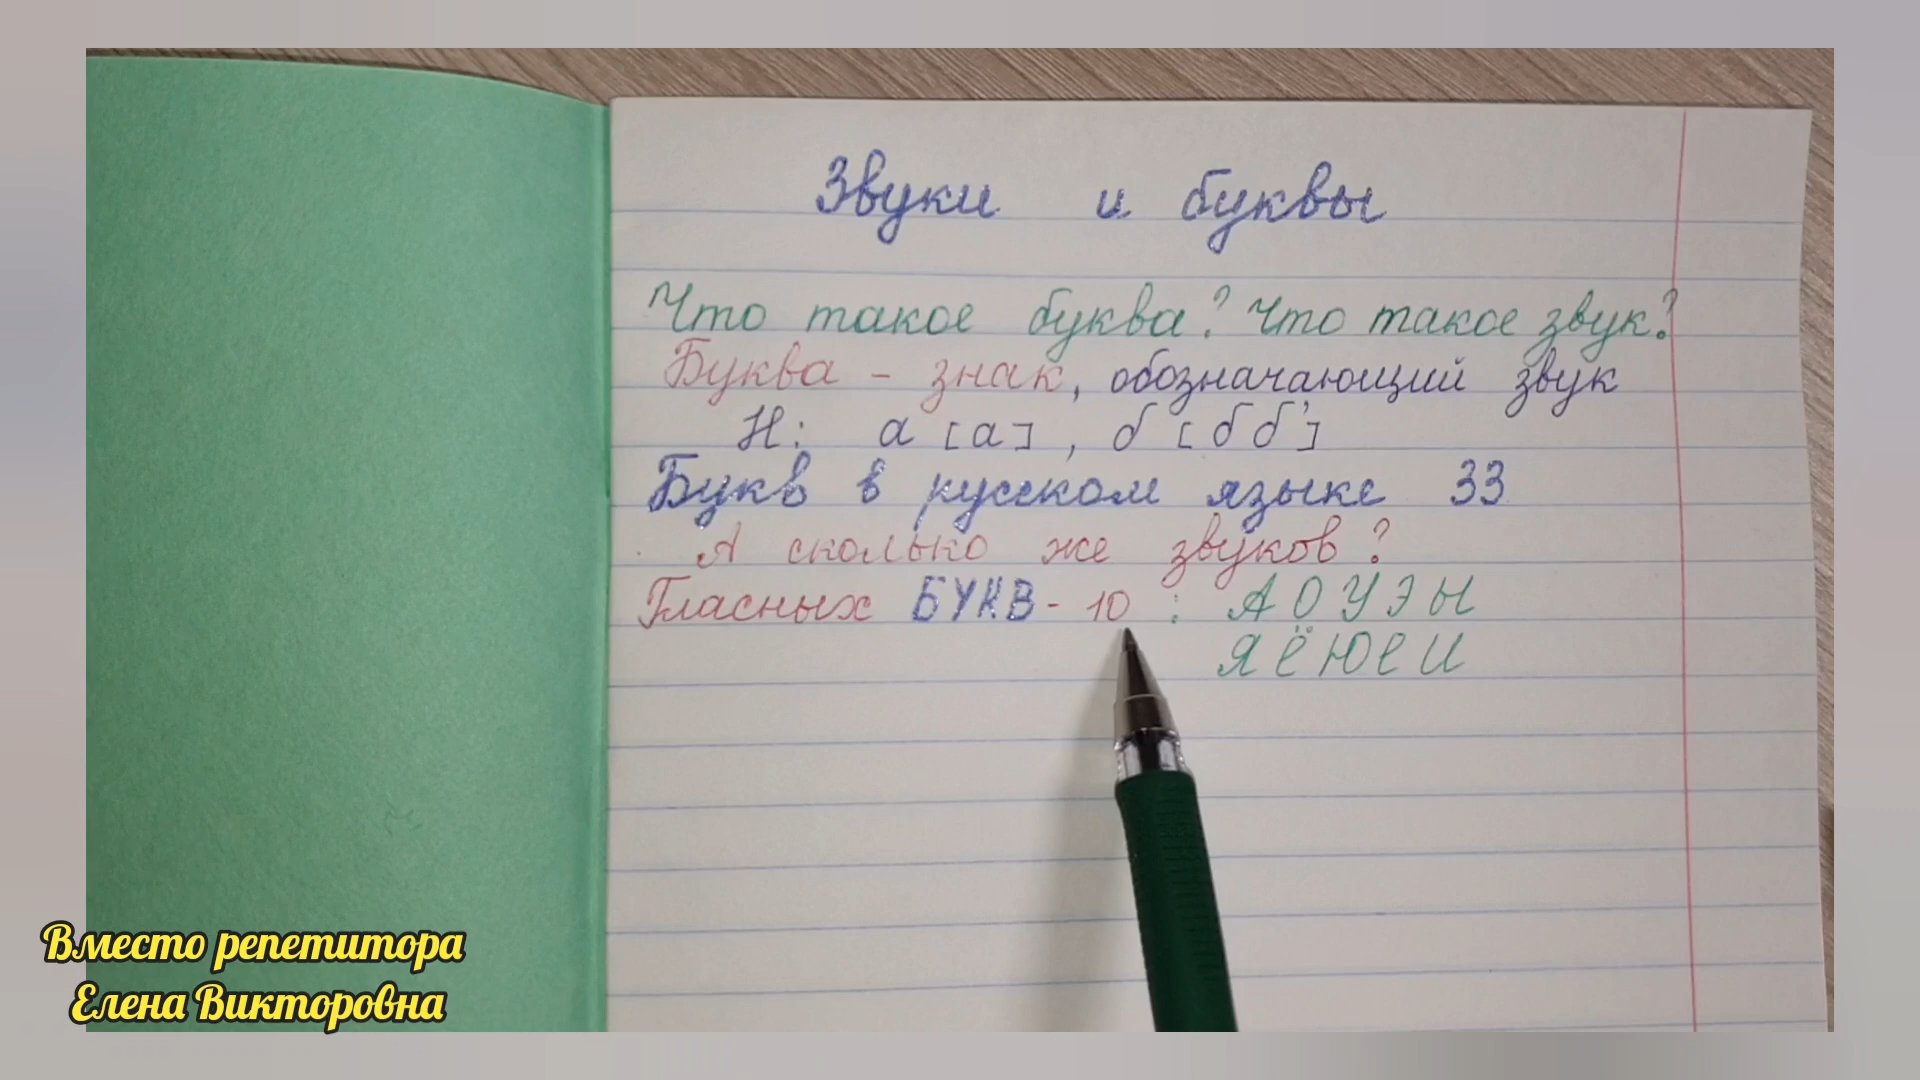 Звуки и буквы
Что такое буква? Что такое звук?
Буква - знак, обозначающий звук
Н: а [а], б [б б']
Букв в русском языке 33
А сколько же звуков?
Гласных БУКВ - 10 : А О У Э Ы
Я Ё Ю Е И
Вместо репетитора
Елена Викторовна